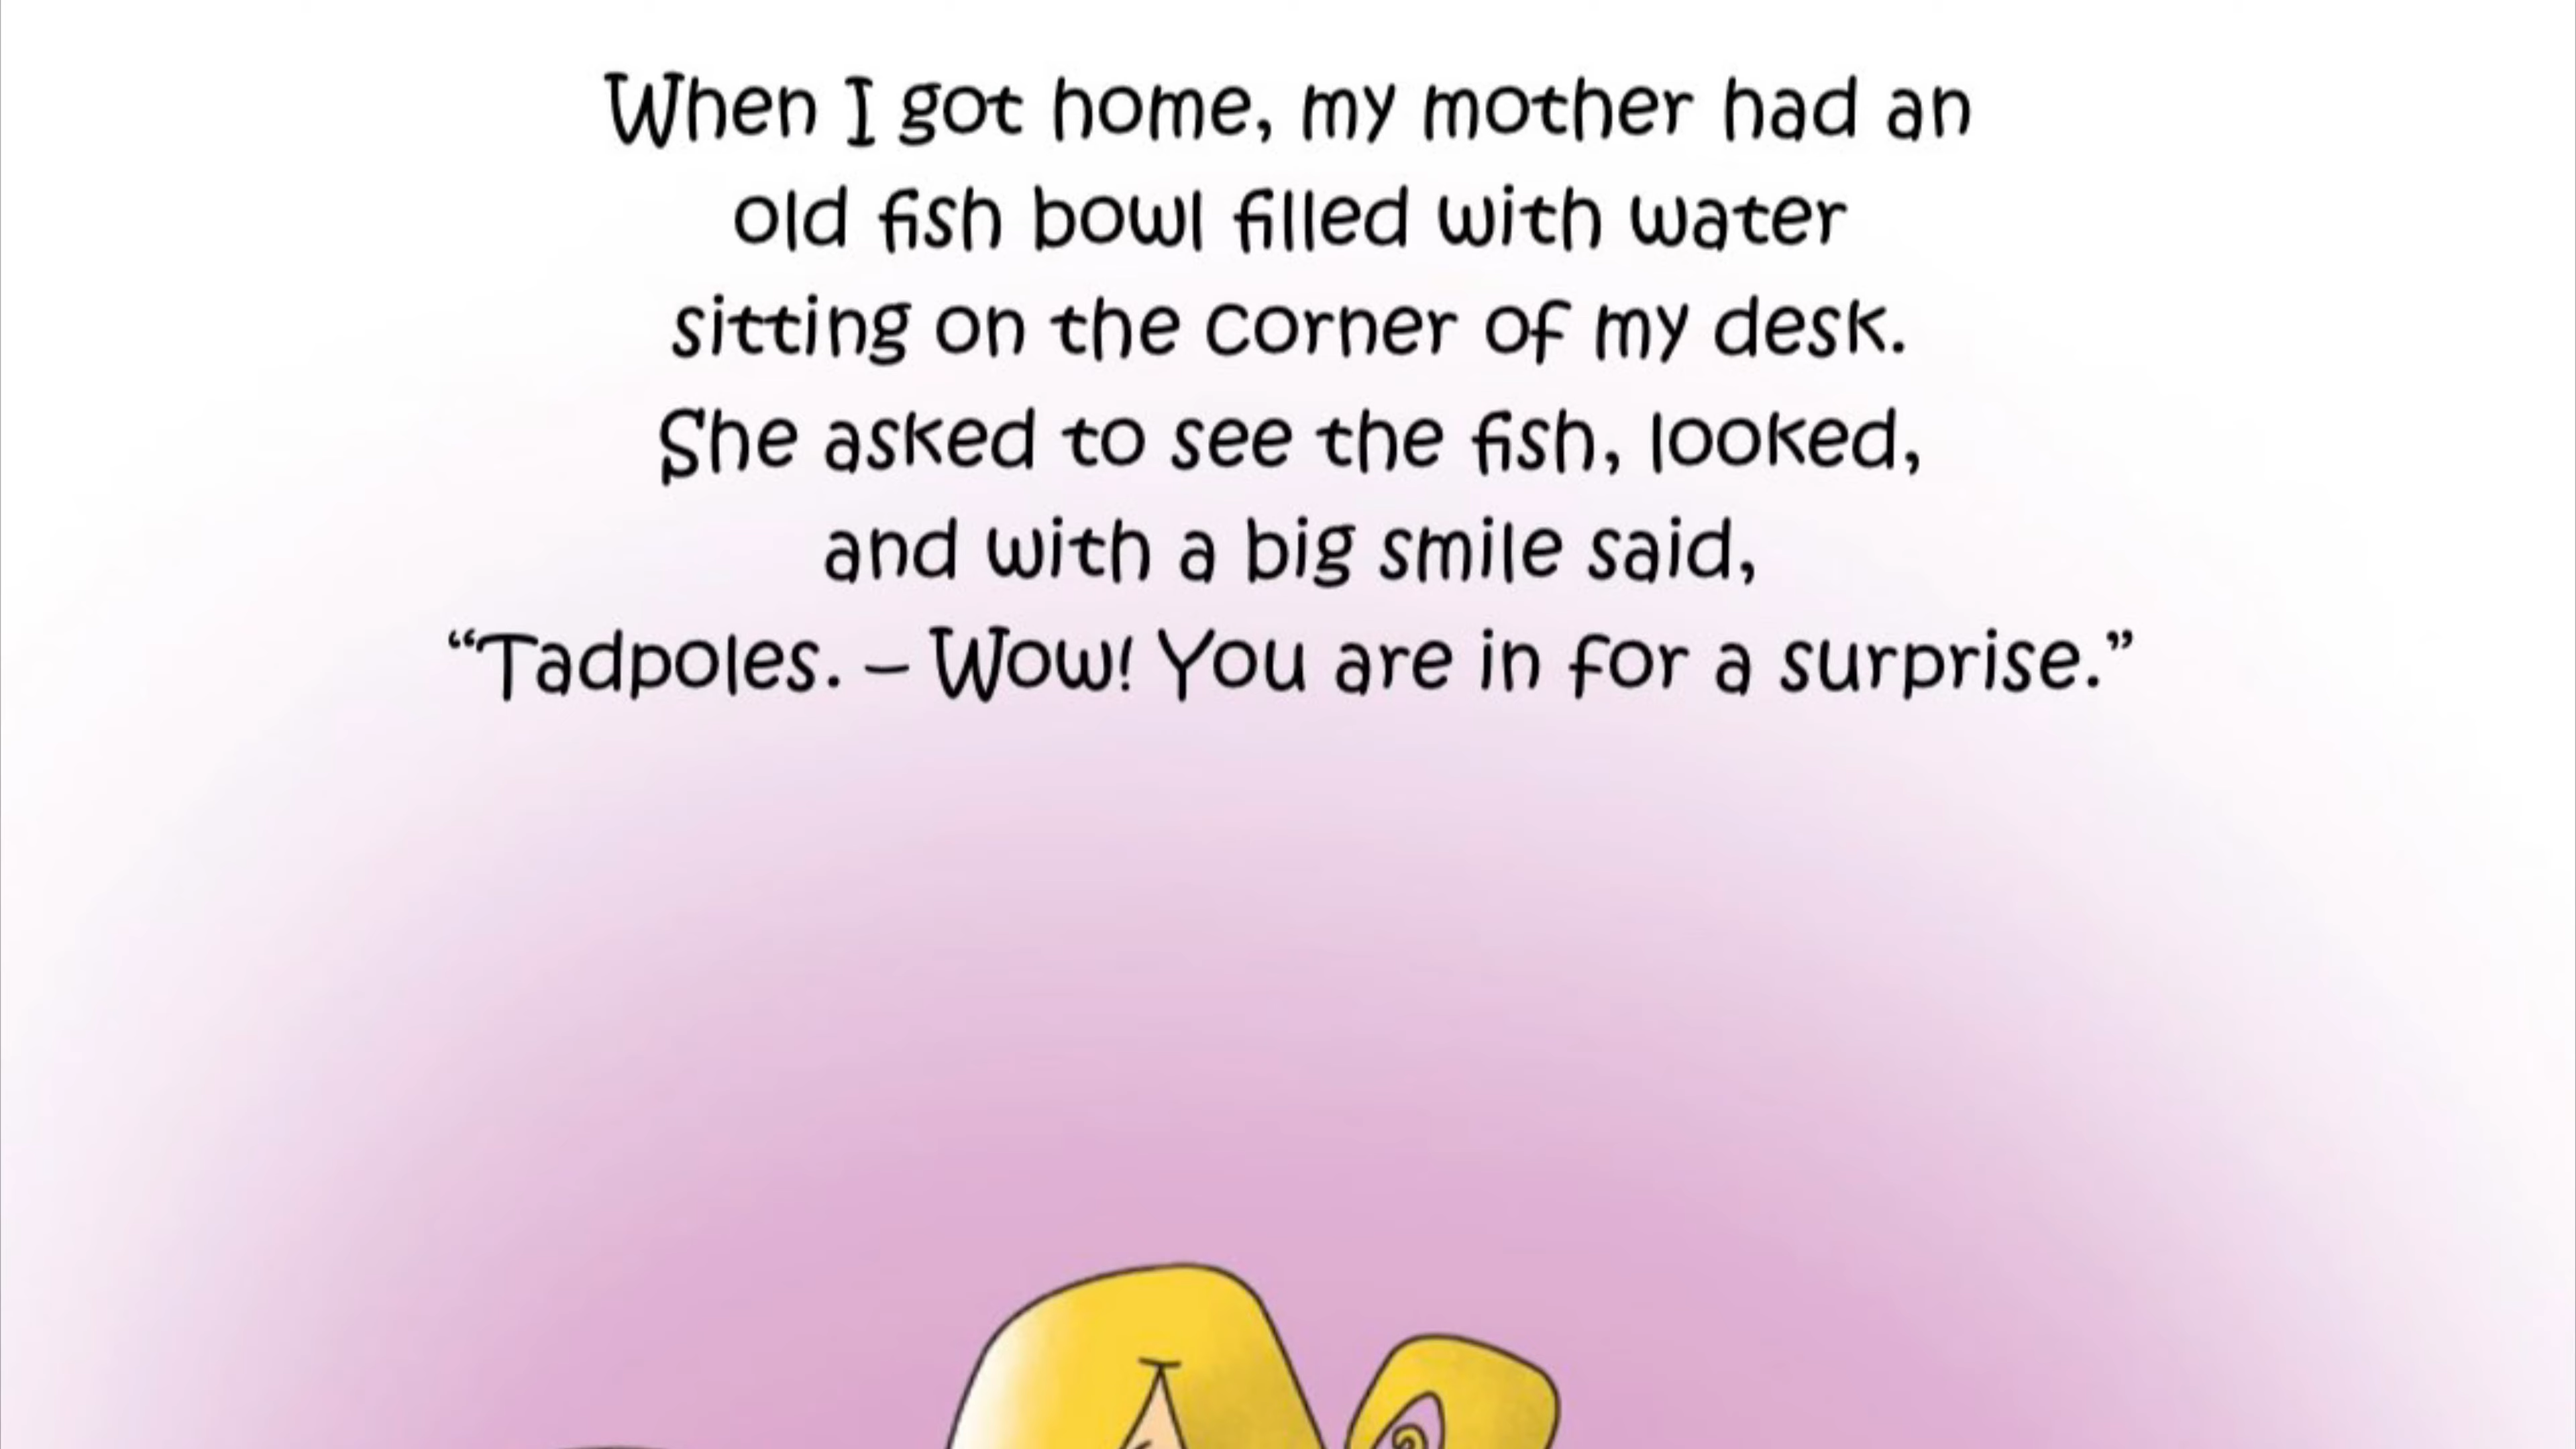 When I got home, my mother had an
old fish bowl filled with water
sitting on the corner of my desk.
She asked to see the fish, looked,
and with a big smile said,
“Tadpoles. – Wow! You are in for a surprise.”